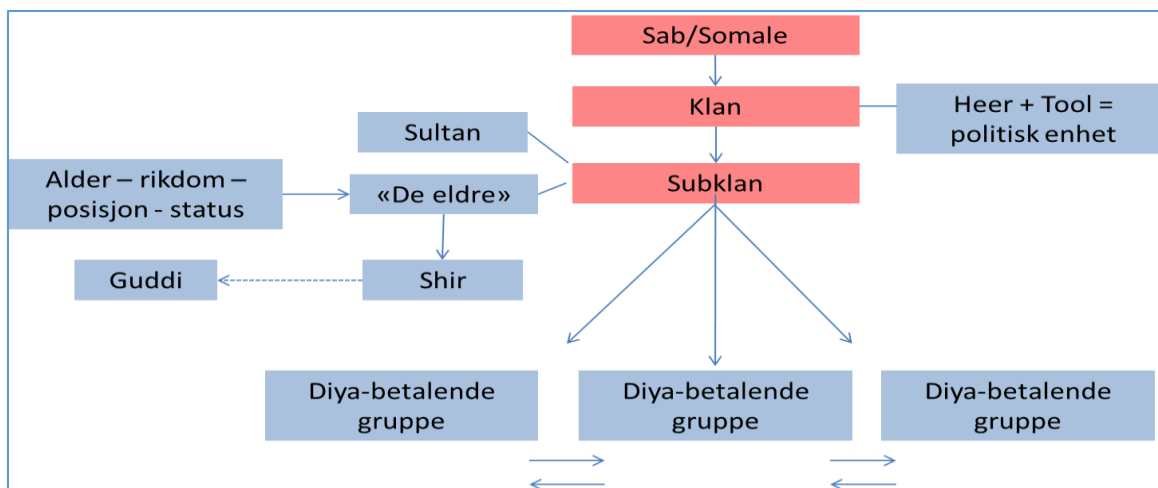 Sab/Somale
Klan
Heer + Tool =
politisk enhet
Sultan
Subklan
Alder – rikdom –
posisjon - status
«De eldre»
Guddi
Shir
Diya-betalende
gruppe
Diya-betalende
gruppe
Diya-betalende
gruppe